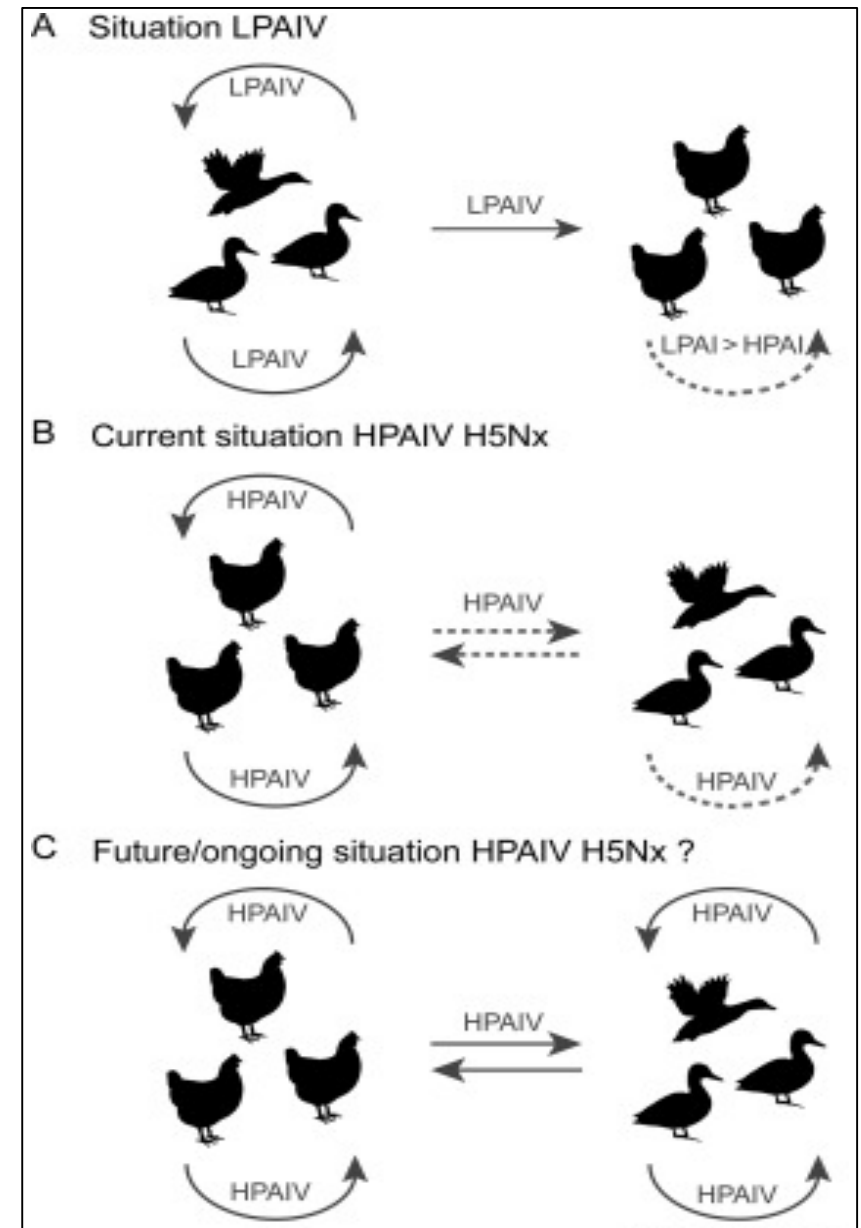 A Situation LPAIV
LPAIV
LPAIV
LPAIV
LPAI > HPAI
B Current situation HPAIV H5Nx
HPAIV
HPAIV
HPAIV
HPAIV
C Future/ongoing situation HPAIV H5Nx ?
HPAIV HPAIV
HPAIV
HPAIV HPAIV